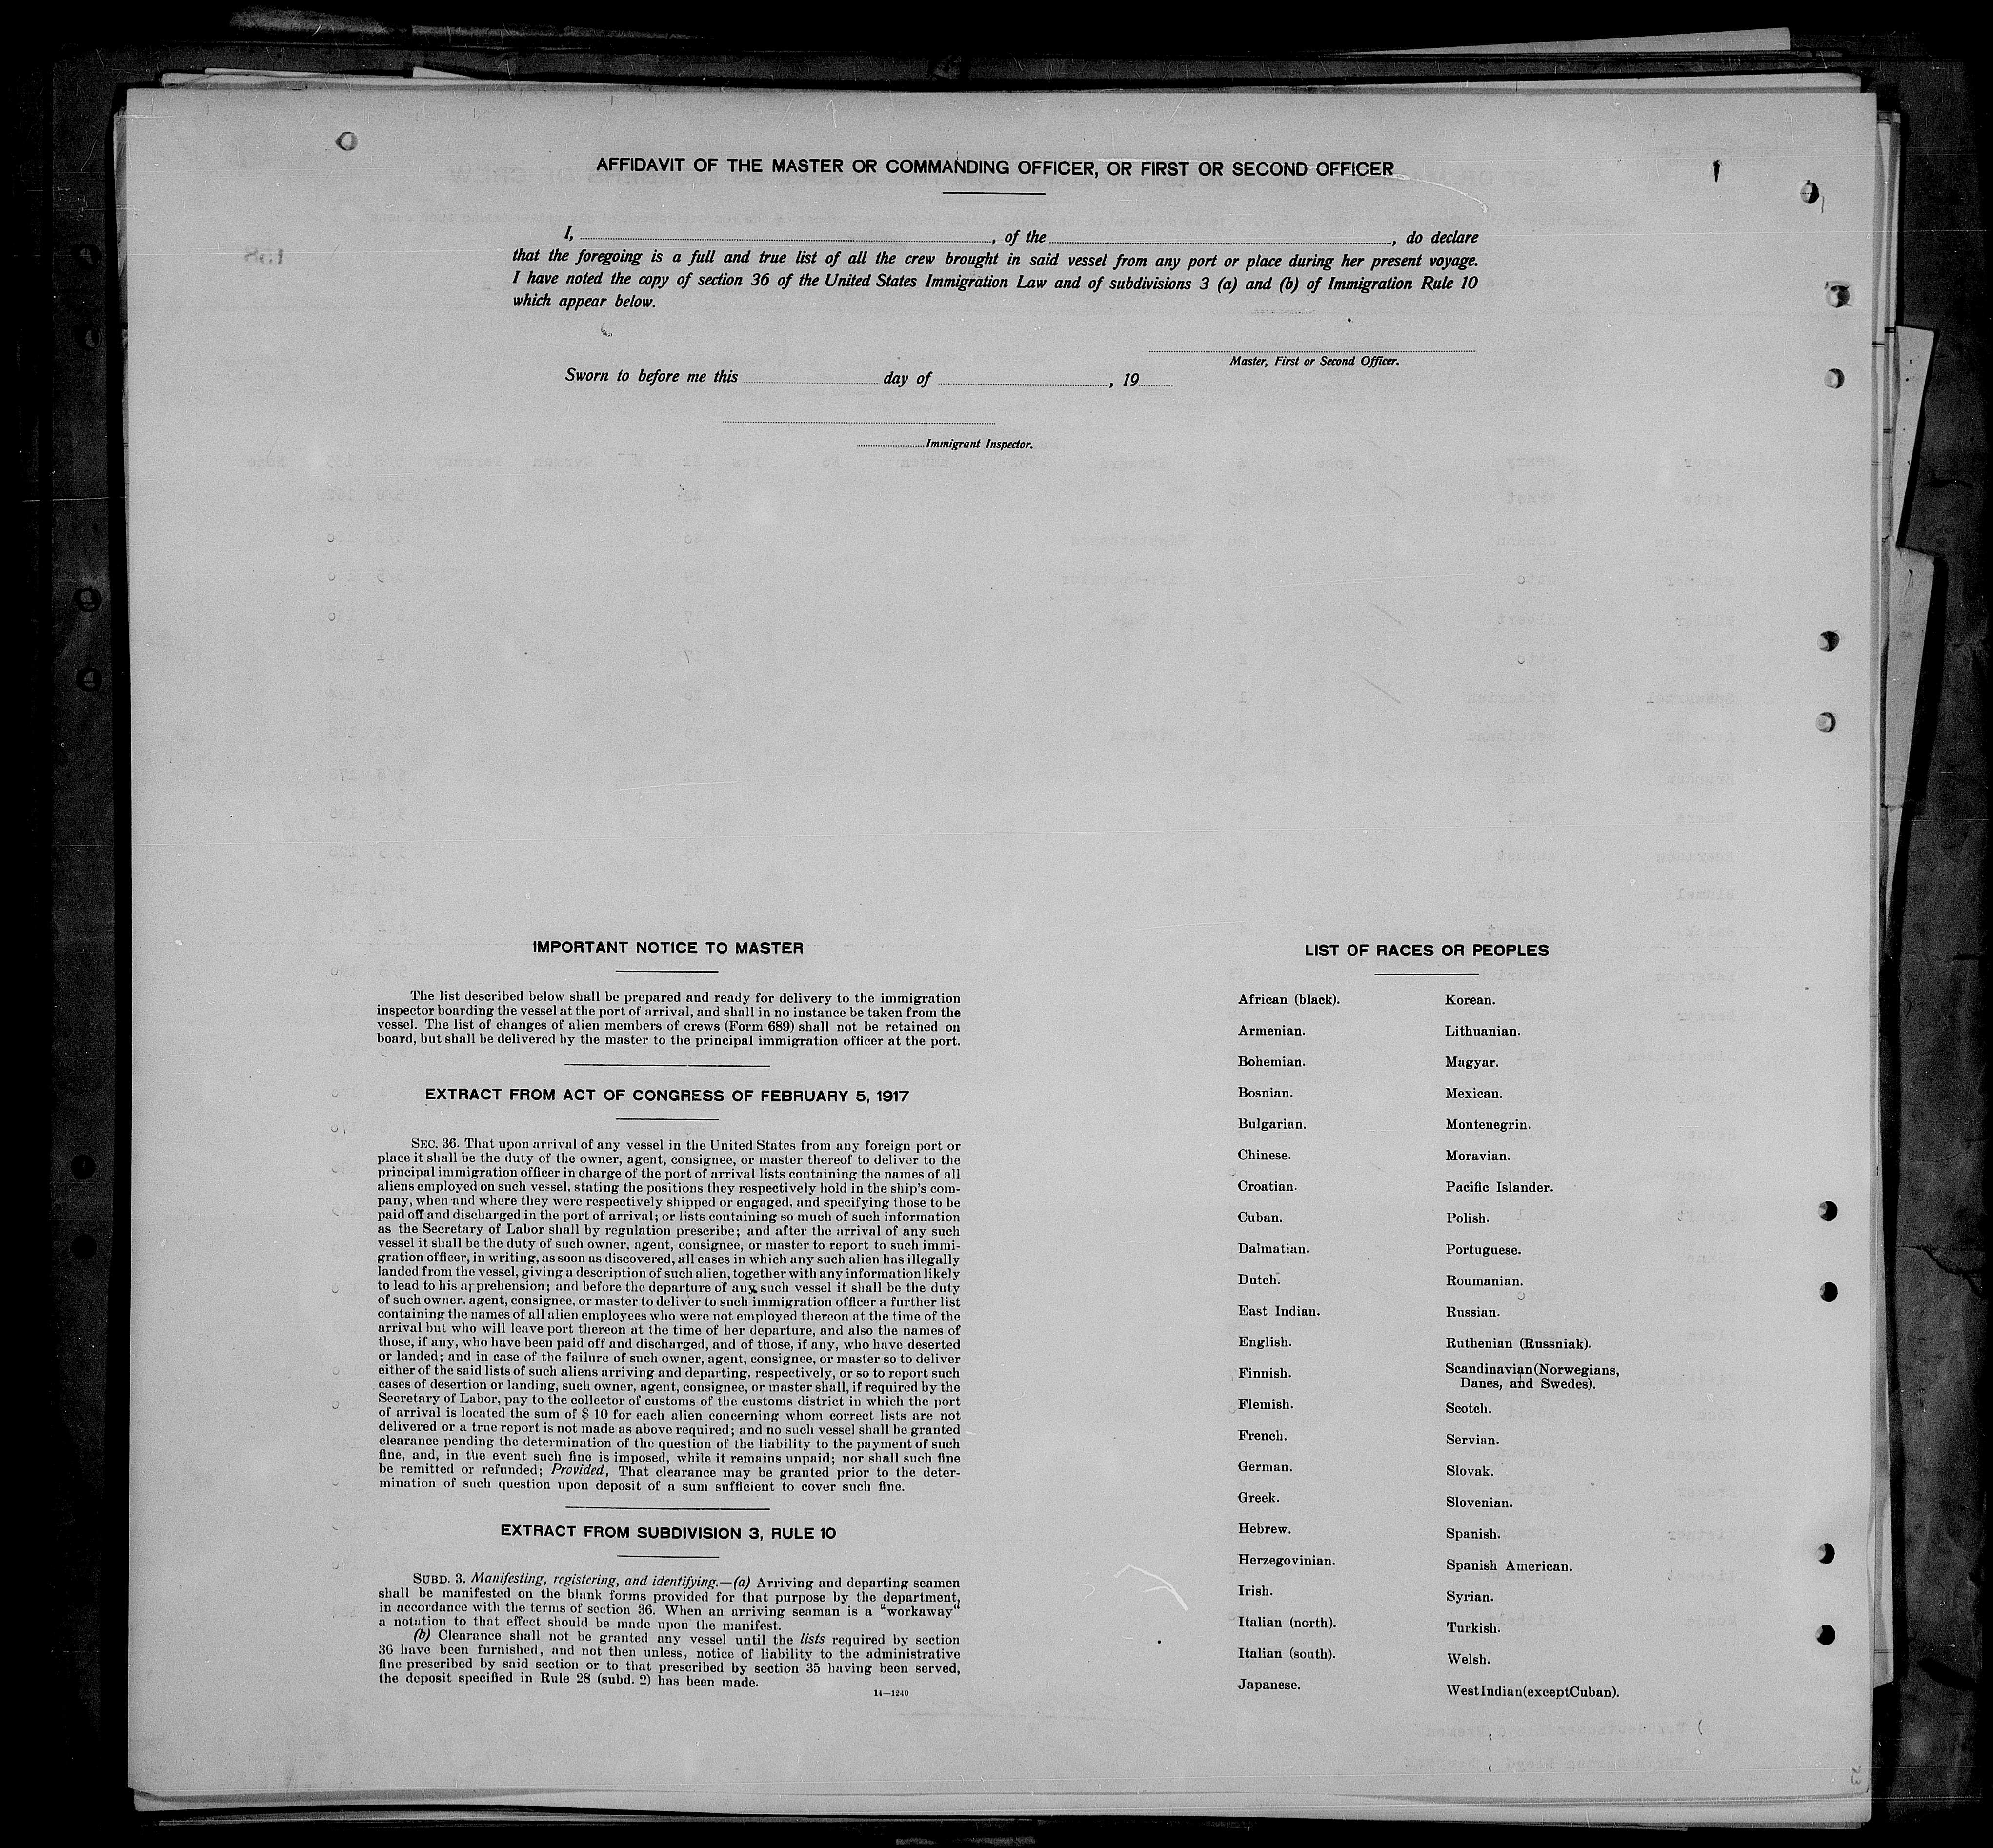 AFFIDAVIT OF THE MASTER OR COMMANDING OFFICER, OR FIRST OR SECOND OFFICER
I, , of the , do declare
that the foregoing is a full and true list of all the crew brought in said vessel from any port or place during her present voyage.
I have noted the copy of section 36 of the United States Immigration Law and of subdivisions 3 (a) and (b) of Immigration Rule 10
which appear below.
Master, First or Second Officer.
Sworn to before me this day of , 19
Immigrant Inspector.
IMPORTANT NOTICE TO MASTER
The list described below shall be prepared and ready for delivery to the immigration
inspector boarding the vessel at the port of arrival, and shall in no instance be taken from the
vessel. The list of changes of alien members of crews (Form 689) shall not be retained on
board, but shall be delivered by the master to the principal immigration officer at the port.
EXTRACT FROM ACT OF CONGRESS OF FEBRUARY 5, 1917
SEC. 36. That upon arrival of any vessel in the United States from any foreign port or
place it shall be the duty of the owner, agent, consignee, or master thereof to deliver to the
principal immigration officer in charge of the port of arrival lists containing the names of all
aliens employed on such vessel, stating the positions they respectively hold in the ship's com-
pany, when and where they were respectively shipped or engaged, and specifying those to be
paid off and discharged in the port of arrival; or lists containing so much of such information
as the Secretary of Labor shall by regulation prescribe; and after the arrival of any such
vessel it shall be the duty of such owner, agent, consignee, or master to report to such immi-
gration officer, in writing, as soon as discovered, all cases in which any such alien has illegally
landed from the vessel, giving a description of such alien, together with any information likely
to lead to his apprehension; and before the departure of any such vessel it shall be the duty
of such owner. agent, consignee, or master to deliver to such immigration officer a further list
containing the names of all alien employees who were not employed thereon at the time of the
arrival but who will leave port thereon at the time of her departure, and also the names of
those, if any, who have been paid off and discharged, and of those, if any, who have deserted
or landed; and in case of the failure of such owner, agent, consignee, or master so to deliver
either of the said lists of such aliens arriving and departing, respectively, or so to report such
cases of desertion or landing, such owner, agent, consignee, or master shall, if required by the
Secretary of Labor, pay to the collector of customs of the customs district in which the port
of arrival is located the sum of $ 10 for each alien concerning whom correct lists are not
delivered or a true report is not made as above required; and no such vessel shall be granted
clearance pending the determination of the question of the liability to the payment of such
fine, and, in the event such fine is imposed, while it remains unpaid; nor shall such fine
be remitted or refunded; Provided, That clearance may be granted prior to the deter-
mination of such question upon deposit of a sum sufficient to cover such fine.
EXTRACT FROM SUBDIVISION 3, RULE 10
SUBD. 3. Manifesting, registering, and identifying.—(a) Arriving and departing seamen
shall be manifested on the blank forms provided for that purpose by the department,
in accordance with the terms of section 36. When an arriving seaman is a "workaway"
a notation to that effect should be made upon the manifest.
(b) Clearance shall not be granted any vessel until the lists required by section
36 have been furnished, and not then unless, notice of liability to the administrative
fine prescribed by said section or to that prescribed by section 35 having been served,
the deposit specified in Rule 28 (subd. 2) has been made.
14—1240
LIST OF RACES OR PEOPLES
African (black).
Armenian.
Bohemian.
Bosnian.
Bulgarian.
Chinese.
Croatian.
Cuban.
Dalmatian.
Dutch.
East Indian.
English.
Finnish.
Flemish.
French.
German.
Greek.
Hebrew.
Herzegovinian.
Irish.
Italian (north).
Italian (south).
Japanese.
Korean.
Lithuanian.
Magyar.
Mexican.
Montenegrin.
Moravian.
Pacific Islander.
Polish.
Portuguese.
Roumanian.
Russian.
Ruthenian (Russniak).
Scandinavian (Norwegians,
Danes, and Swedes).
Scotch.
Servian.
Slovak.
Slovenian.
Spanish.
Spanish American.
Syrian.
Turkish.
Welsh.
West Indian (except Cuban).